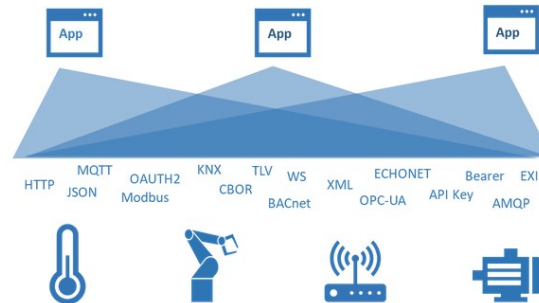 App
App
App
HTTP
MQTT
JSON
OAUTH2
Modbus
KNX
CBOR
TLV
WS
BACnet
XML
ECHONET
OPC-UA
API Key
Bearer
AMQP
EXI